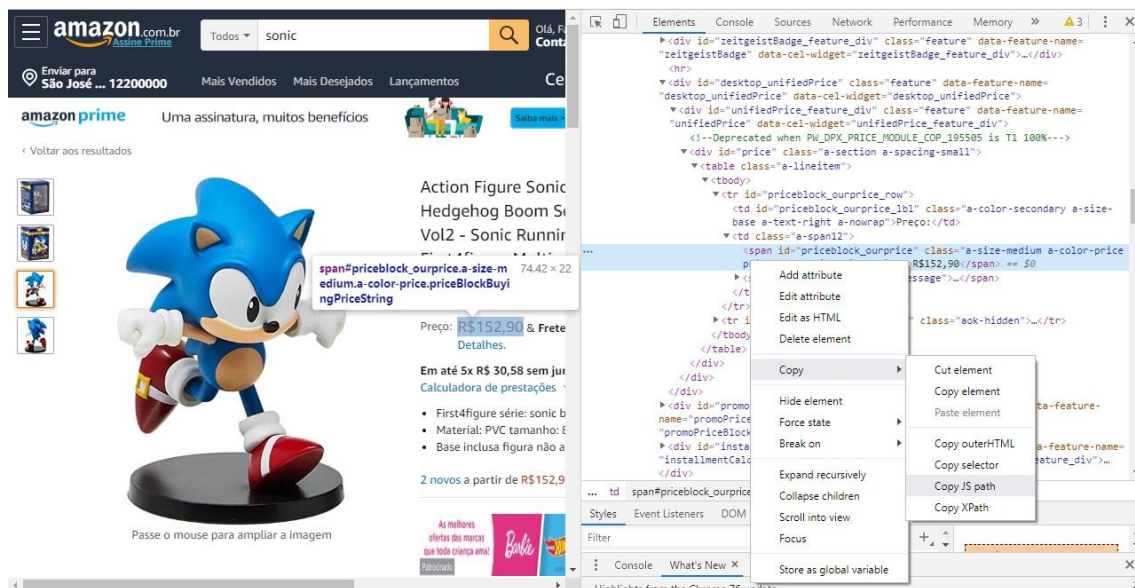 amazon.com.br
Assine Prime
Todos
sonic
Olá, Fa
Conta
Enviar para
São José ... 12200000
Mais Vendidos Mais Desejados Lançamentos
Ce
amazon prime
Uma assinatura, muitos benefícios
Saiba mais >
‹ Voltar aos resultados
Action Figure Sonic
Hedgehog Boom S
Vol2 - Sonic Runnin
span#priceblock_ourprice.a-size-m 74.42 × 22
edium.a-color-price.priceBlockBuyi
ngPriceString
Preço: R$152,90 & Frete
Detalhes.
Em até 5x R$ 30,58 sem jur
Calculadora de prestações
• First4figure série: sonic b
• Material: PVC tamanho: 8
• Base inclusa figura não a
2 novos a partir de R$152,9
Passe o mouse para ampliar a imagem
As melhores
ofertas das marcas
que toda criança ama!
Patrocinado
Barbie
Elements Console Sources Network Performance Memory » 3
<div id="zeitgeistBadge_feature_div" class="feature" data-feature-name=
"zeitgeistBadge" data-cel-widget="zeitgeistBadge_feature_div">…</div>
<hr>
<div id="desktop_unifiedPrice" class="feature" data-feature-name=
"desktop_unifiedPrice" data-cel-widget="desktop_unifiedPrice">
<div id="unifiedPrice_feature_div" class="feature" data-feature-name=
"unifiedPrice" data-cel-widget="unifiedPrice_feature_div">
<!--Deprecated when PW_DPX_PRICE_MODULE_COP_195505 is T1 100%--->
<div id="price" class="a-section a-spacing-small">
<table class="a-lineitem">
<tbody>
<tr id="priceblock_ourprice_row">
<td id="priceblock_ourprice_lbl" class="a-color-secondary a-size-
base a-text-right a-nowrap">Preço:</td>
<td class="a-span12">
<span id="priceblock_ourprice" class="a-size-medium a-color-price
R$152,90</span> == $0
essage">…</span>
</tr>
<tr i class="aok-hidden">…</tr>
</tbody
</table>
</div>
</div>
</div>
<div id="promo ta-feature-
name="promoPrice
"promoPriceBlock
<div id="insta a-feature-name=
"installmentCalc eature_div">…
</div>
Add attribute
Edit attribute
Edit as HTML
Delete element
Copy
Hide element
Force state
Break on
Expand recursively
Collapse children
Scroll into view
Focus
Store as global variable
Cut element
Copy element
Paste element
Copy outerHTML
Copy selector
Copy JS path
Copy XPath
... td span#priceblock_ourprice
Styles Event Listeners DOM
Filter
Console What's New ×